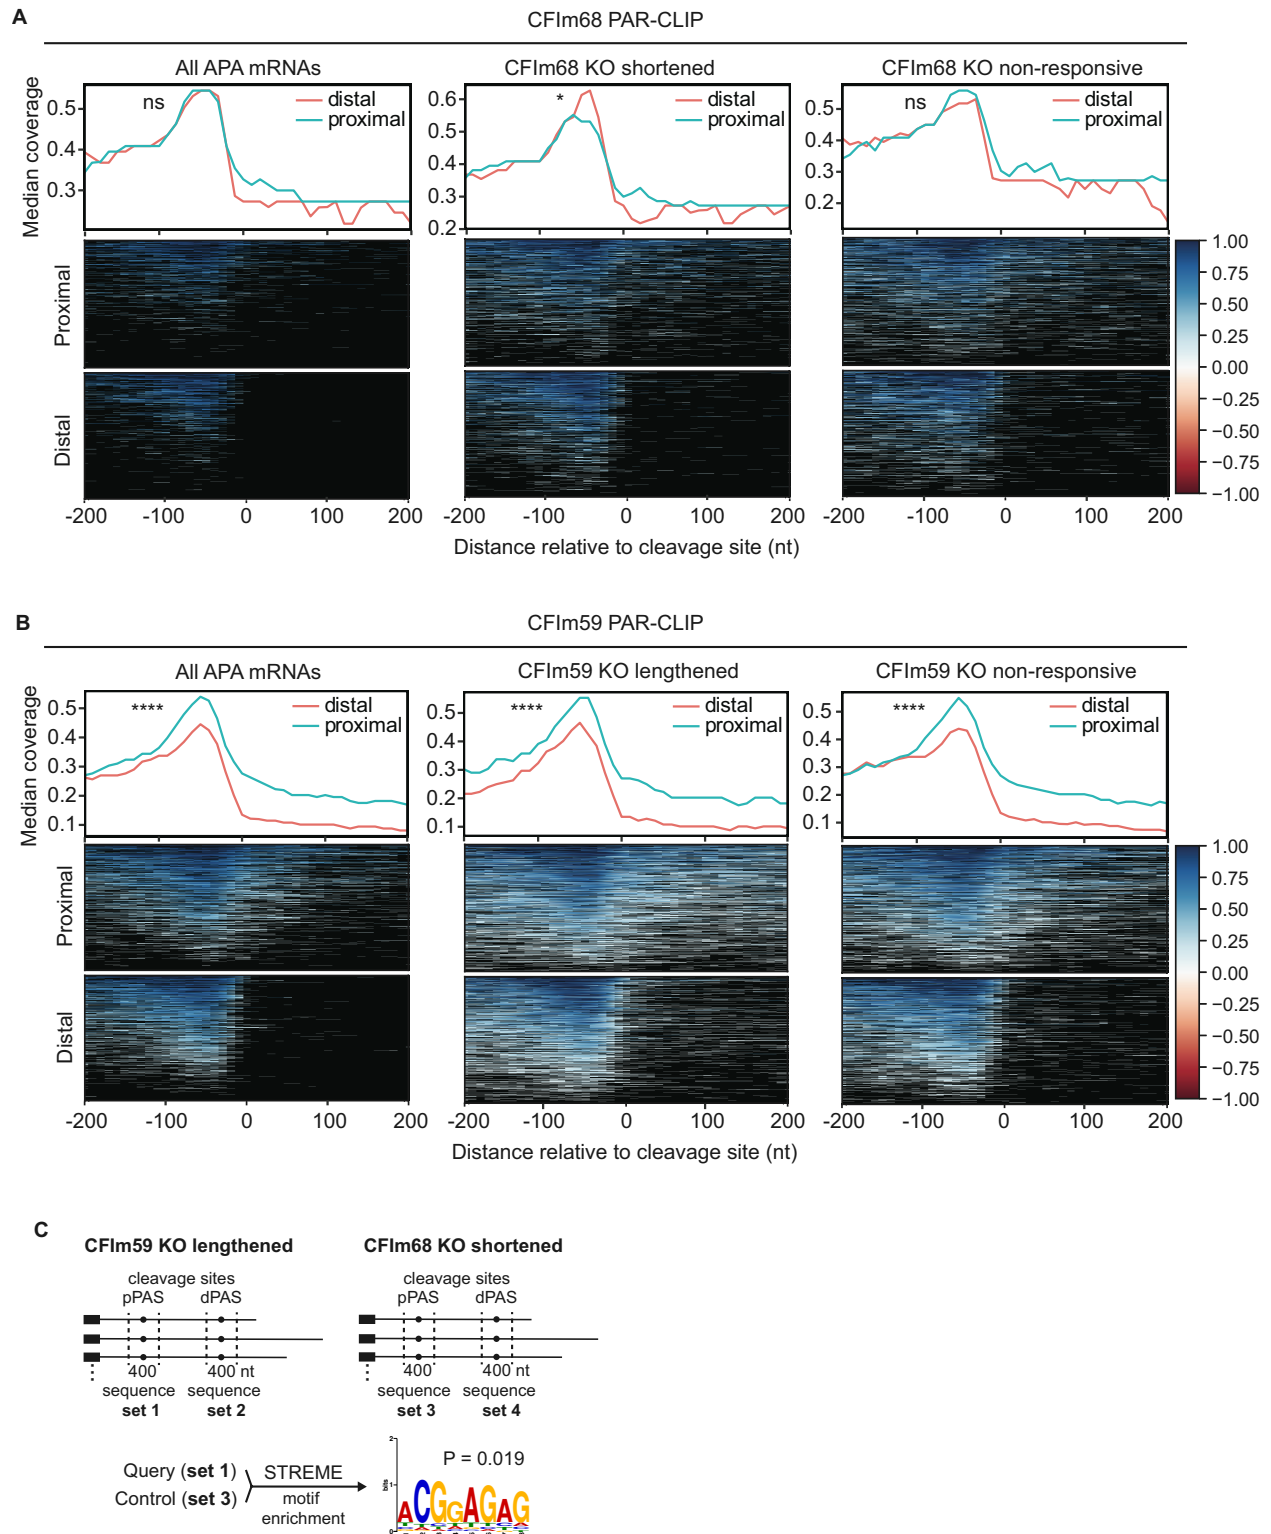 A
CFIm68 PAR-CLIP
All APA mRNAs
CFIm68 KO shortened
CFIm68 KO non-responsive
Median coverage
0.5
0.4
0.3
ns
distal
proximal
0.6
0.5
0.4
0.3
0.2
*
distal
proximal
0.5
0.4
0.3
0.2
ns
distal
proximal
Proximal
Distal
1.00
0.75
0.50
0.25
0.00
−0.25
−0.50
−0.75
−1.00
-200 -100 0 100 200
-200 -100 0 100 200
-200 -100 0 100 200
Distance relative to cleavage site (nt)
B
CFIm59 PAR-CLIP
All APA mRNAs
CFIm59 KO lengthened
CFIm59 KO non-responsive
Median coverage
0.5
0.4
0.3
0.2
0.1
****
distal
proximal
0.5
0.4
0.3
0.2
0.1
****
distal
proximal
0.5
0.4
0.3
0.2
0.1
****
distal
proximal
Proximal
Distal
1.00
0.75
0.50
0.25
0.00
−0.25
−0.50
−0.75
−1.00
-200 -100 0 100 200
-200 -100 0 100 200
-200 -100 0 100 200
Distance relative to cleavage site (nt)
C
CFIm59 KO lengthened
cleavage sites
pPAS dPAS
400 400 nt
sequence sequence
set 1 set 2
CFIm68 KO shortened
cleavage sites
pPAS dPAS
400 400 nt
sequence sequence
set 3 set 4
Query (set 1)
Control (set 3)
STREME
motif
enrichment
P = 0.019
2
1
0
bits
ACGGAGAG